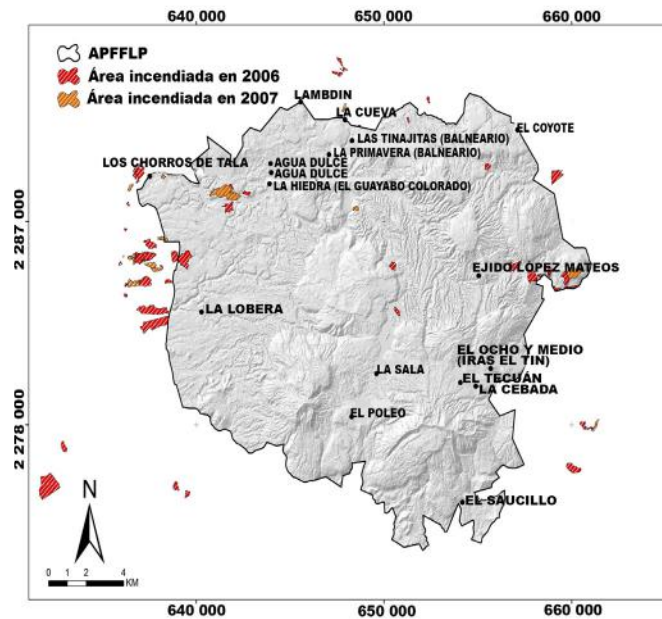 640 000
650 000
660 000
APFFLP
Área incendiada en 2006
Área incendiada en 2007
LAMBDIN
LA CUEVA
EL COYOTE
LAS TINAJITAS (BALNEARIO)
LA PRIMAVERA (BALNEARIO)
LOS CHORROS DE TALA
AGUA DULCE
AGUA DULCE
LA HIEDRA (EL GUAYABO COLORADO)
2 287 000
EJIDO LÓPEZ MATEOS
LA LOBERA
EL OCHO Y MEDIO
(IRAS EL TIN)
LA SALA
EL TECUÁN
LA CEBADA
EL POLEO
2 278 000
N
EL SAUCILLO
0 1 2 4
KM
640 000
650 000
660 000